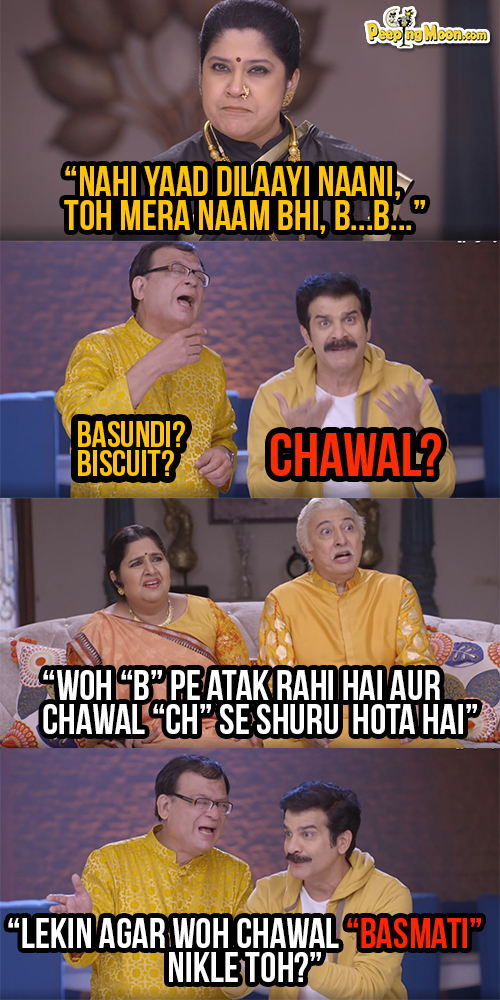 PeepingMoon.com
“NAHI YAAD DILAAYI NAANI,
TOH MERA NAAM BHI, B...B...”
BASUNDI?
BISCUIT?
CHAWAL?
“WOH “B” PE ATAK RAHI HAI AUR
CHAWAL “CH” SE SHURU HOTA HAI”
“LEKIN AGAR WOH CHAWAL “BASMATI”
NIKLE TOH?”